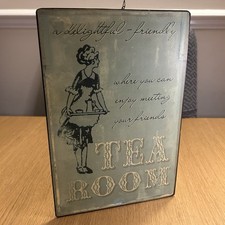 a delightful - friendly
where you can
enjoy meeting
your friends
TEA
ROOM